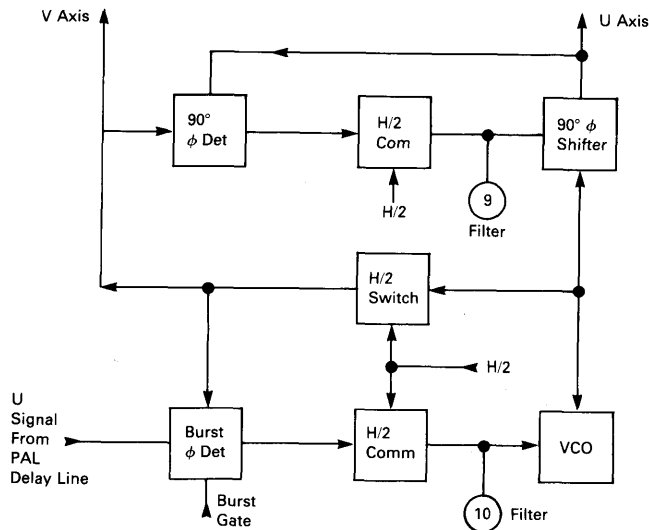 V Axis
U Axis
90°
ϕ Det
H/2
Com
90° ϕ
Shifter
H/2
9
Filter
H/2
Switch
H/2
U
Signal
From
PAL
Delay Line
Burst
ϕ Det
H/2
Comm
VCO
Burst
Gate
10
Filter